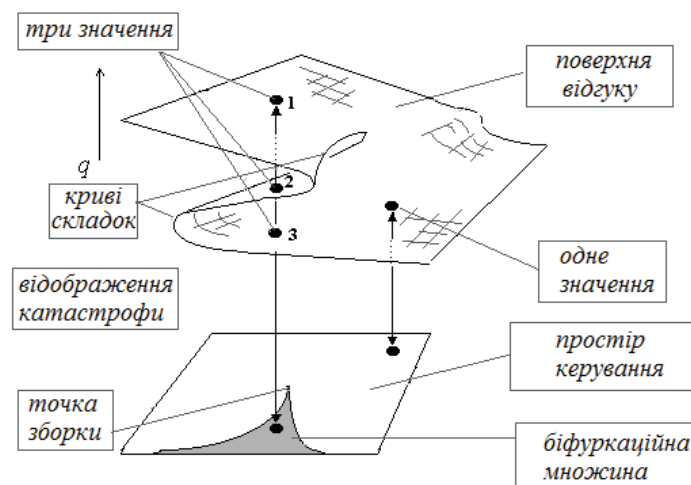 три значення
поверхня
відгуку
1
q
2
криві
складок
3
одне
значення
відображення
катастрофи
простір
керування
точка
зборки
біфуркаційна
множина